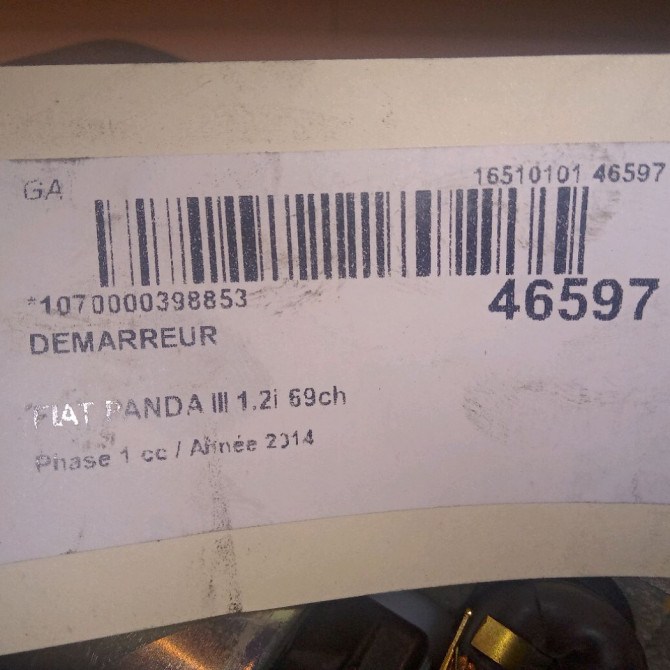 16510101 46597
GA
*1070000398853
46597
DEMARREUR
FIAT PANDA III 1.2i 69ch
Phase 1 cc / Année 2014